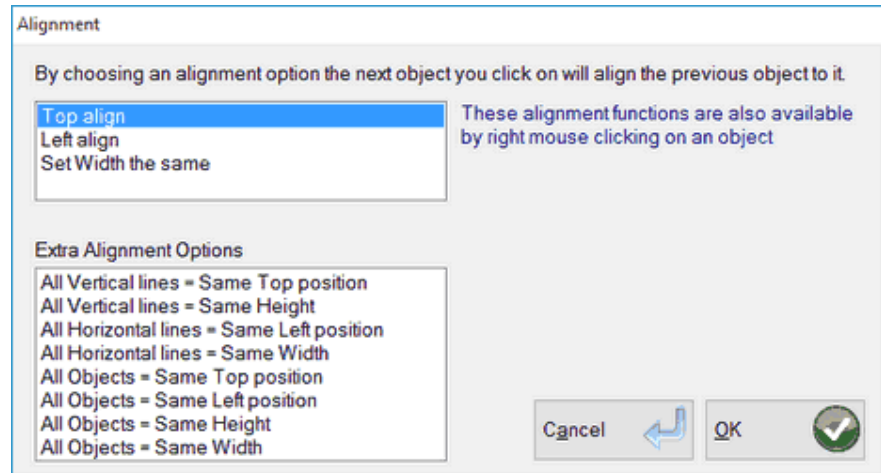 Alignment
By choosing an alignment option the next object you click on will align the previous object to it.
Top align
Left align
Set Width the same
These alignment functions are also available
by right mouse clicking on an object
Extra Alignment Options
All Vertical lines = Same Top position
All Vertical lines = Same Height
All Horizontal lines = Same Left position
All Horizontal lines = Same Width
All Objects = Same Top position
All Objects = Same Left position
All Objects = Same Height
All Objects = Same Width
Cancel
OK